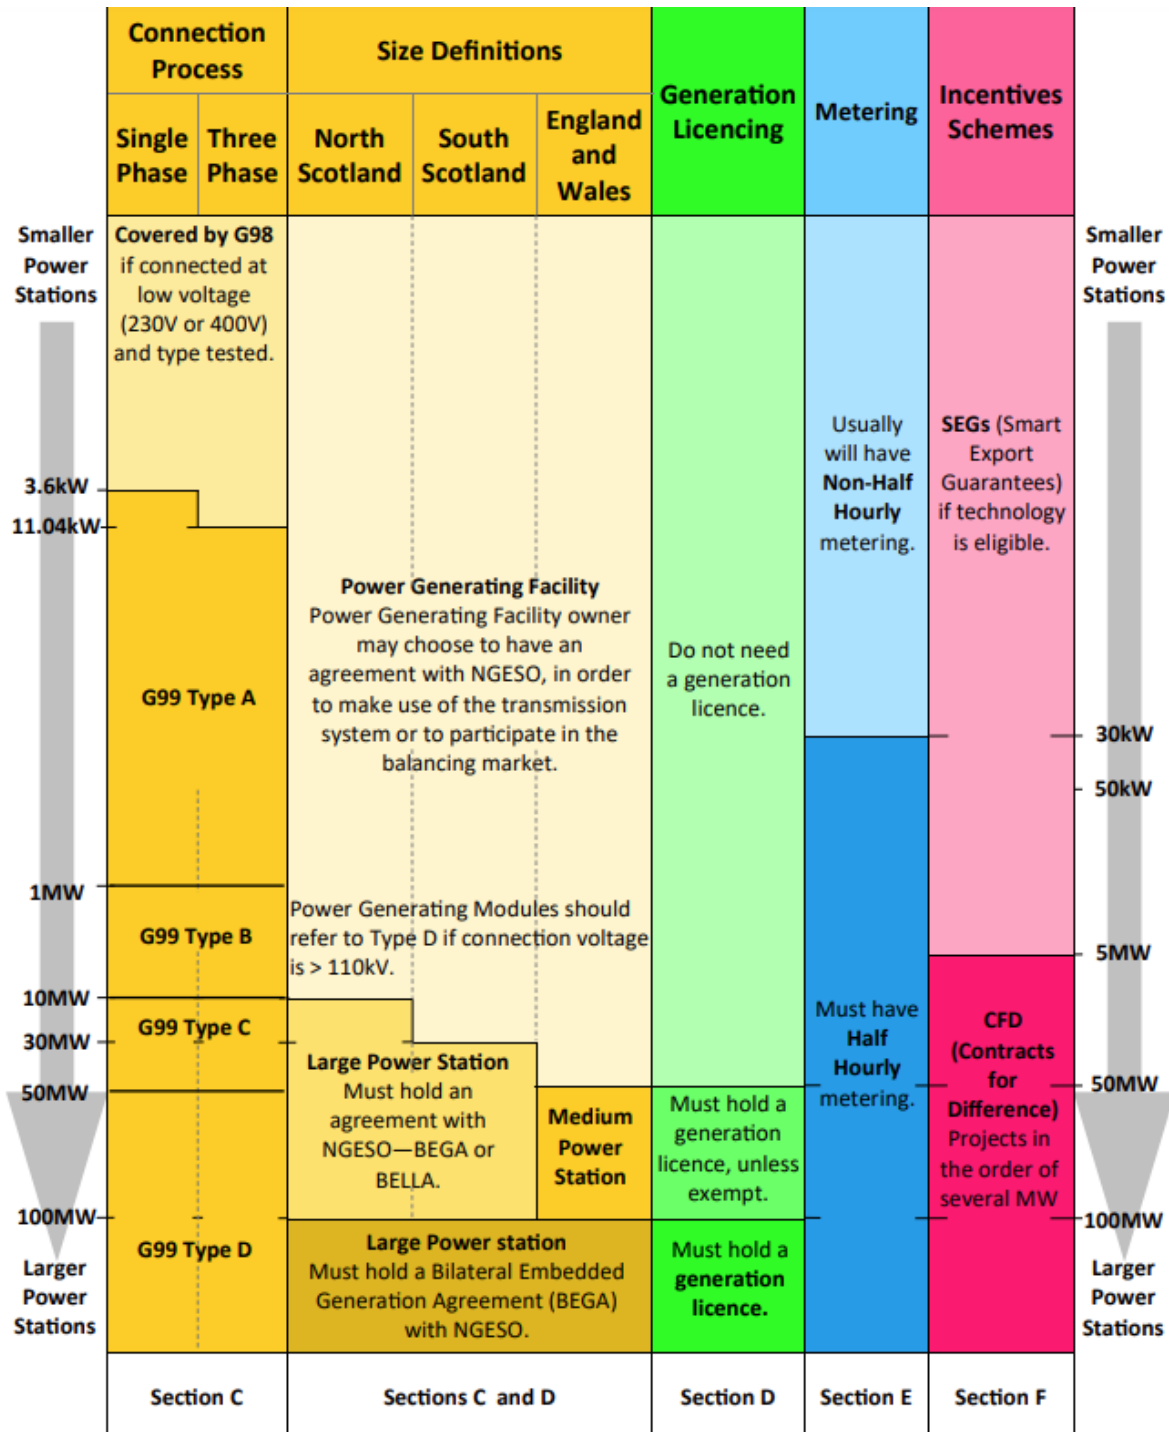 Connection
Process
Size Definitions
Generation
Licencing
Metering
Incentives
Schemes
Single
Phase
Three
Phase
North
Scotland
South
Scotland
England
and
Wales
Smaller
Power
Stations
3.6kW
11.04kW
1MW
10MW
30MW
50MW
100MW
Larger
Power
Stations
Covered by G98
if connected at
low voltage
(230V or 400V)
and type tested.
G99 Type A
G99 Type B
G99 Type C
G99 Type D
Power Generating Facility
Power Generating Facility owner
may choose to have an
agreement with NGESO, in order
to make use of the transmission
system or to participate in the
balancing market.
Power Generating Modules should
refer to Type D if connection voltage
is > 110kV.
Large Power Station
Must hold an
agreement with
NGESO—BEGA or
BELLA.
Medium
Power
Station
Large Power station
Must hold a Bilateral Embedded
Generation Agreement (BEGA)
with NGESO.
Do not need
a generation
licence.
Must hold a
generation
licence, unless
exempt.
Must hold a
generation
licence.
Usually
will have
Non-Half
Hourly
metering.
Must have
Half
Hourly
metering.
SEGs (Smart
Export
Guarantees)
if technology
is eligible.
CFD
(Contracts
for
Difference)
Projects in
the order of
several MW
Smaller
Power
Stations
30kW
50kW
5MW
50MW
100MW
Larger
Power
Stations
Section C
Sections C and D
Section D
Section E
Section F